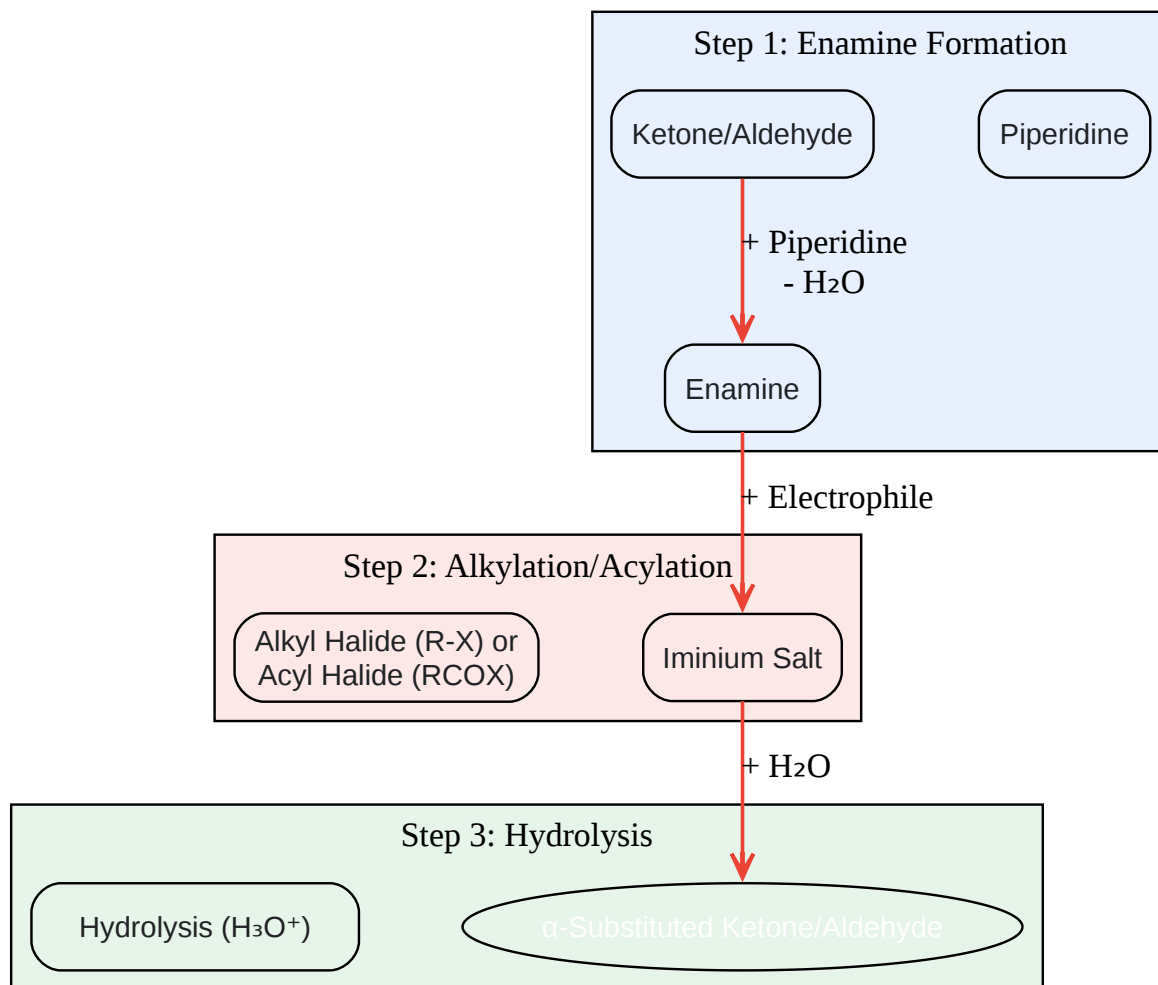 Step 1: Enamine Formation
Ketone/Aldehyde
Piperidine
+ Piperidine
- H₂O
Enamine
+ Electrophile
Step 2: Alkylation/Acylation
Alkyl Halide (R-X) or
Acyl Halide (RCOX)
Iminium Salt
+ H₂O
Step 3: Hydrolysis
Hydrolysis (H₃O⁺)
α-Substituted Ketone/Aldehyde